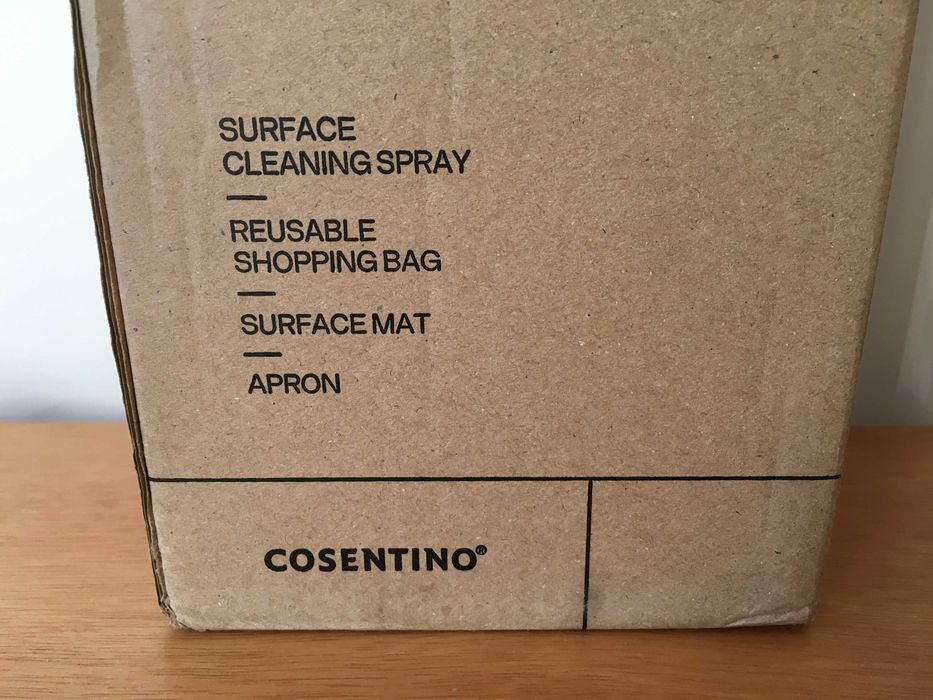 SURFACE
CLEANING SPRAY
REUSABLE
SHOPPING BAG
SURFACE MAT
APRON
COSENTINO®